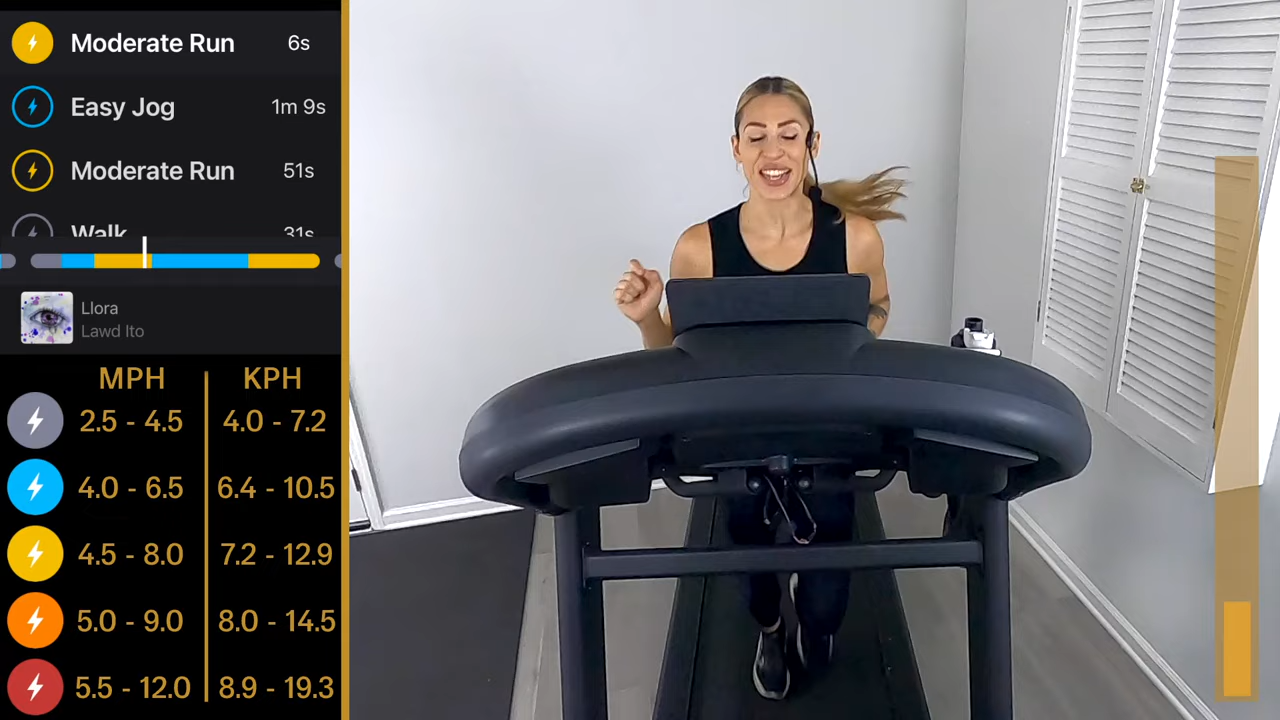 Moderate Run 6s
Easy Jog 1m 9s
Moderate Run 51s
Walk 31s
Llora
Lawd Ito
MPH KPH
2.5 - 4.5 4.0 - 7.2
4.0 - 6.5 6.4 - 10.5
4.5 - 8.0 7.2 - 12.9
5.0 - 9.0 8.0 - 14.5
5.5 - 12.0 8.9 - 19.3